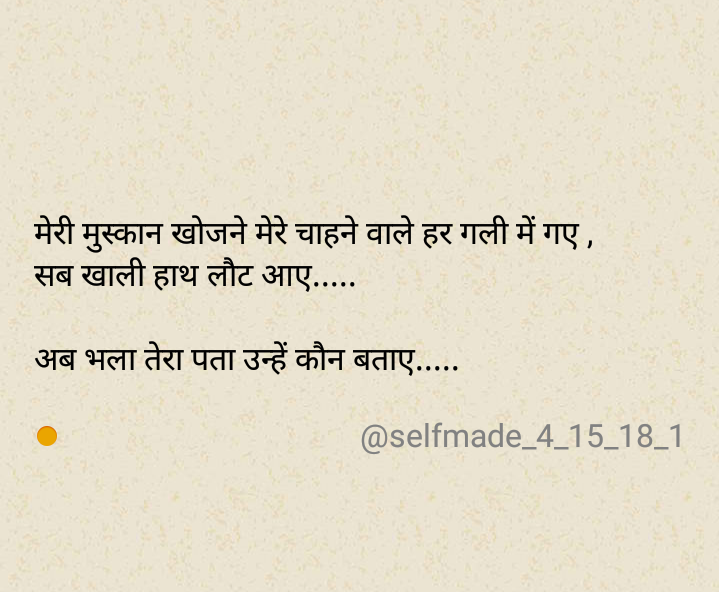 मेरी मुस्कान खोजने मेरे चाहने वाले हर गली में गए ,
सब खाली हाथ लौट आए.....
अब भला तेरा पता उन्हें कौन बताए.....
@selfmade_4_15_18_1